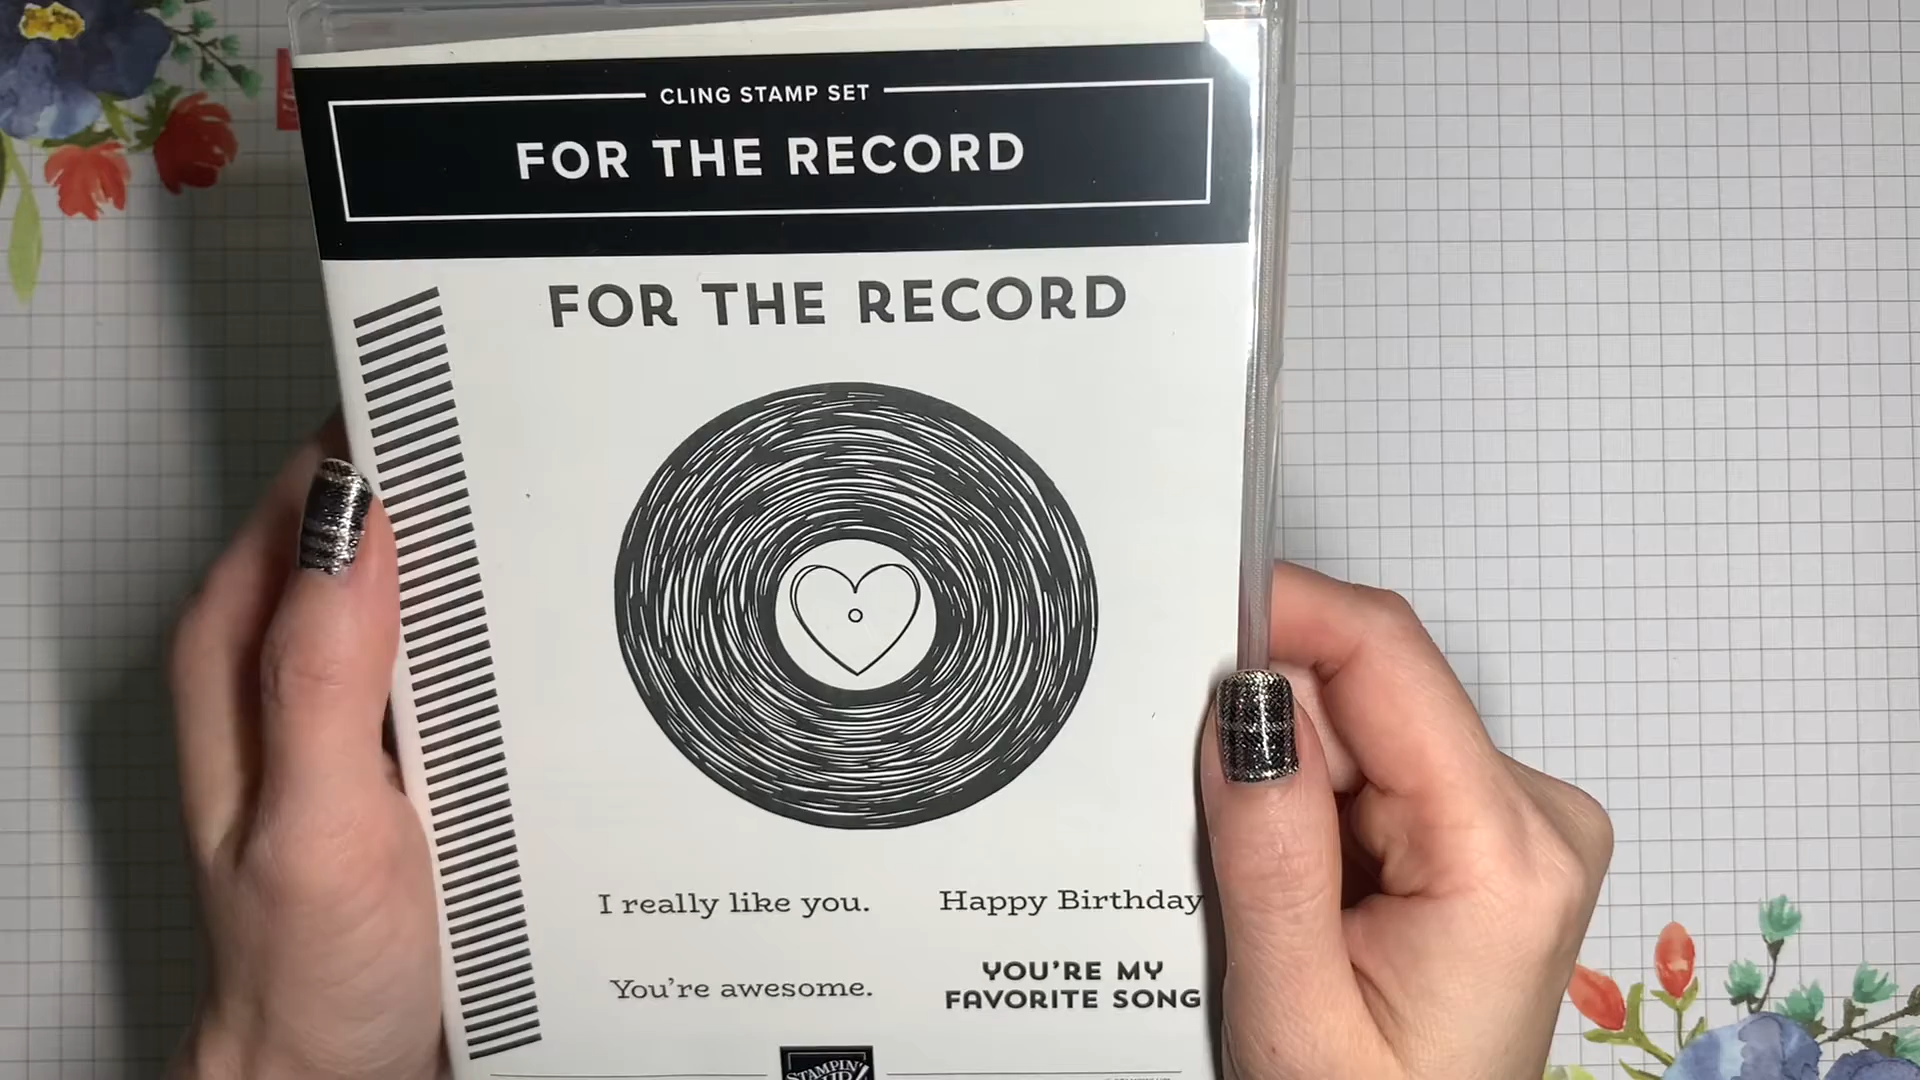 CLING STAMP SET
FOR THE RECORD
FOR THE RECORD
I really like you.
Happy Birthday
You're awesome.
YOU'RE MY
FAVORITE SONG
STAMPIN'